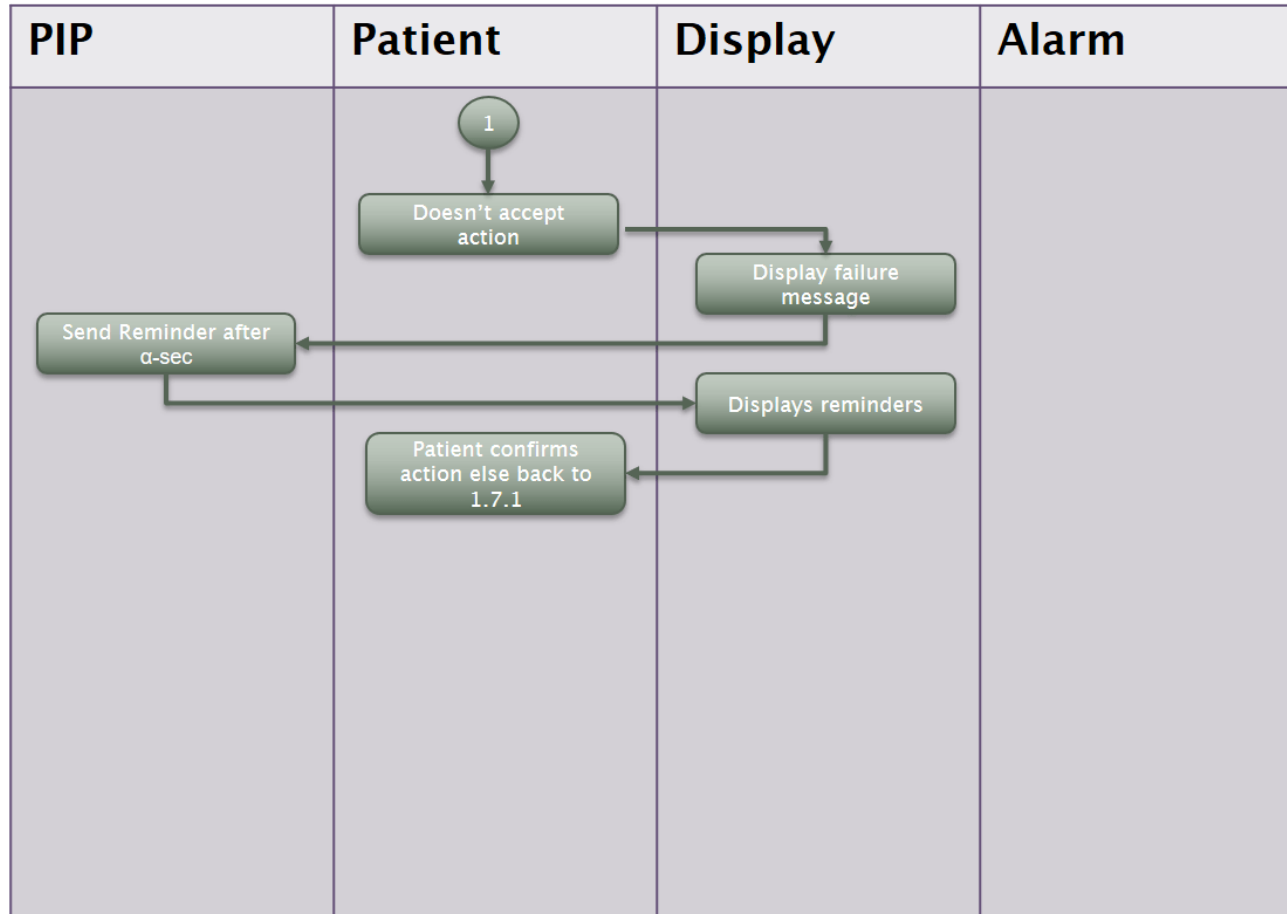 PIP
Patient
Display
Alarm
1
Doesn't accept
action
Display failure
message
Send Reminder after
α-sec
Displays reminders
Patient confirms
action else back to
1.7.1